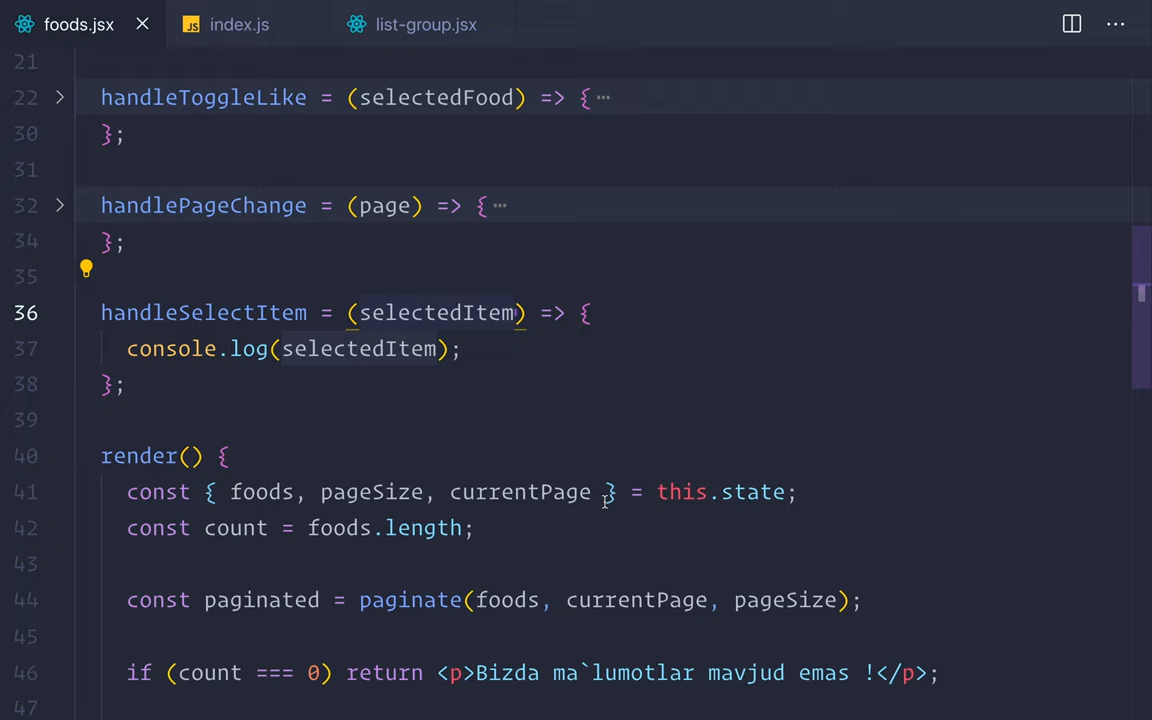 foods.jsx
JS index.js
list-group.jsx
21
22 handleToggleLike = (selectedFood) => {
30 };
31
32 handlePageChange = (page) => {
34 };
35
36 handleSelectItem = (selectedItem) => {
37 console.log(selectedItem);
38 };
39
40 render() {
41 const { foods, pageSize, currentPage } = this.state;
42 const count = foods.length;
43
44 const paginated = paginate(foods, currentPage, pageSize);
45
46 if (count === 0) return <p>Bizda ma`lumotlar mavjud emas !</p>;
47